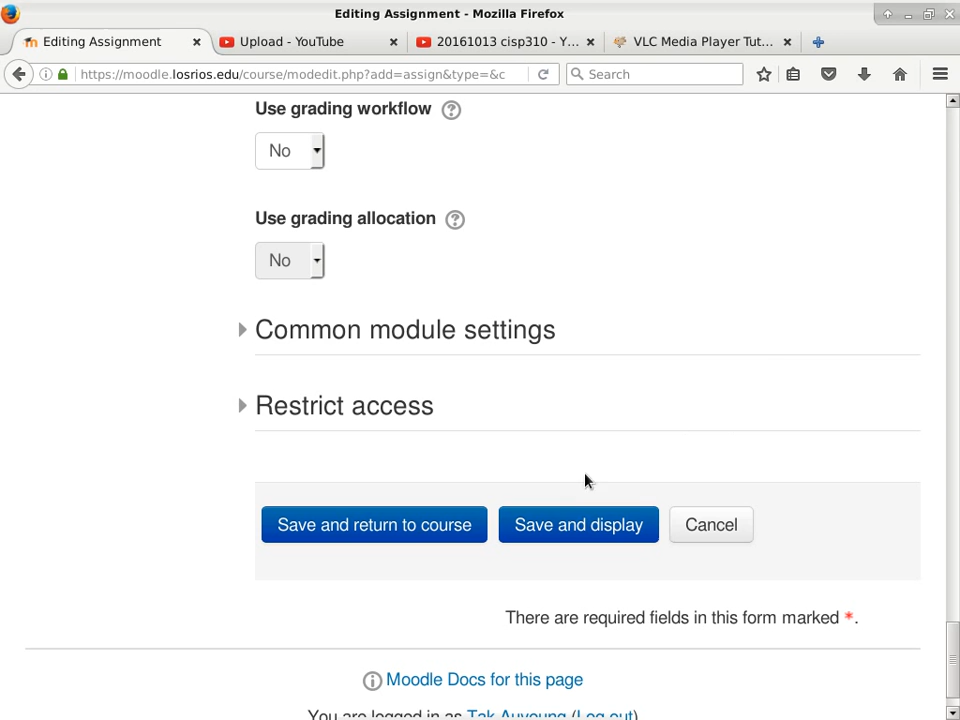 Editing Assignment - Mozilla Firefox
Editing Assignment
Upload - YouTube
20161013 cisp310 - Y...
VLC Media Player Tut...
https://moodle.losrios.edu/course/modedit.php?add=assign&type=&c
Search
Use grading workflow
No
Use grading allocation
No
Common module settings
Restrict access
Save and return to course
Save and display
Cancel
There are required fields in this form marked *.
Moodle Docs for this page
You are logged in as Tak Auyoung (Log out)